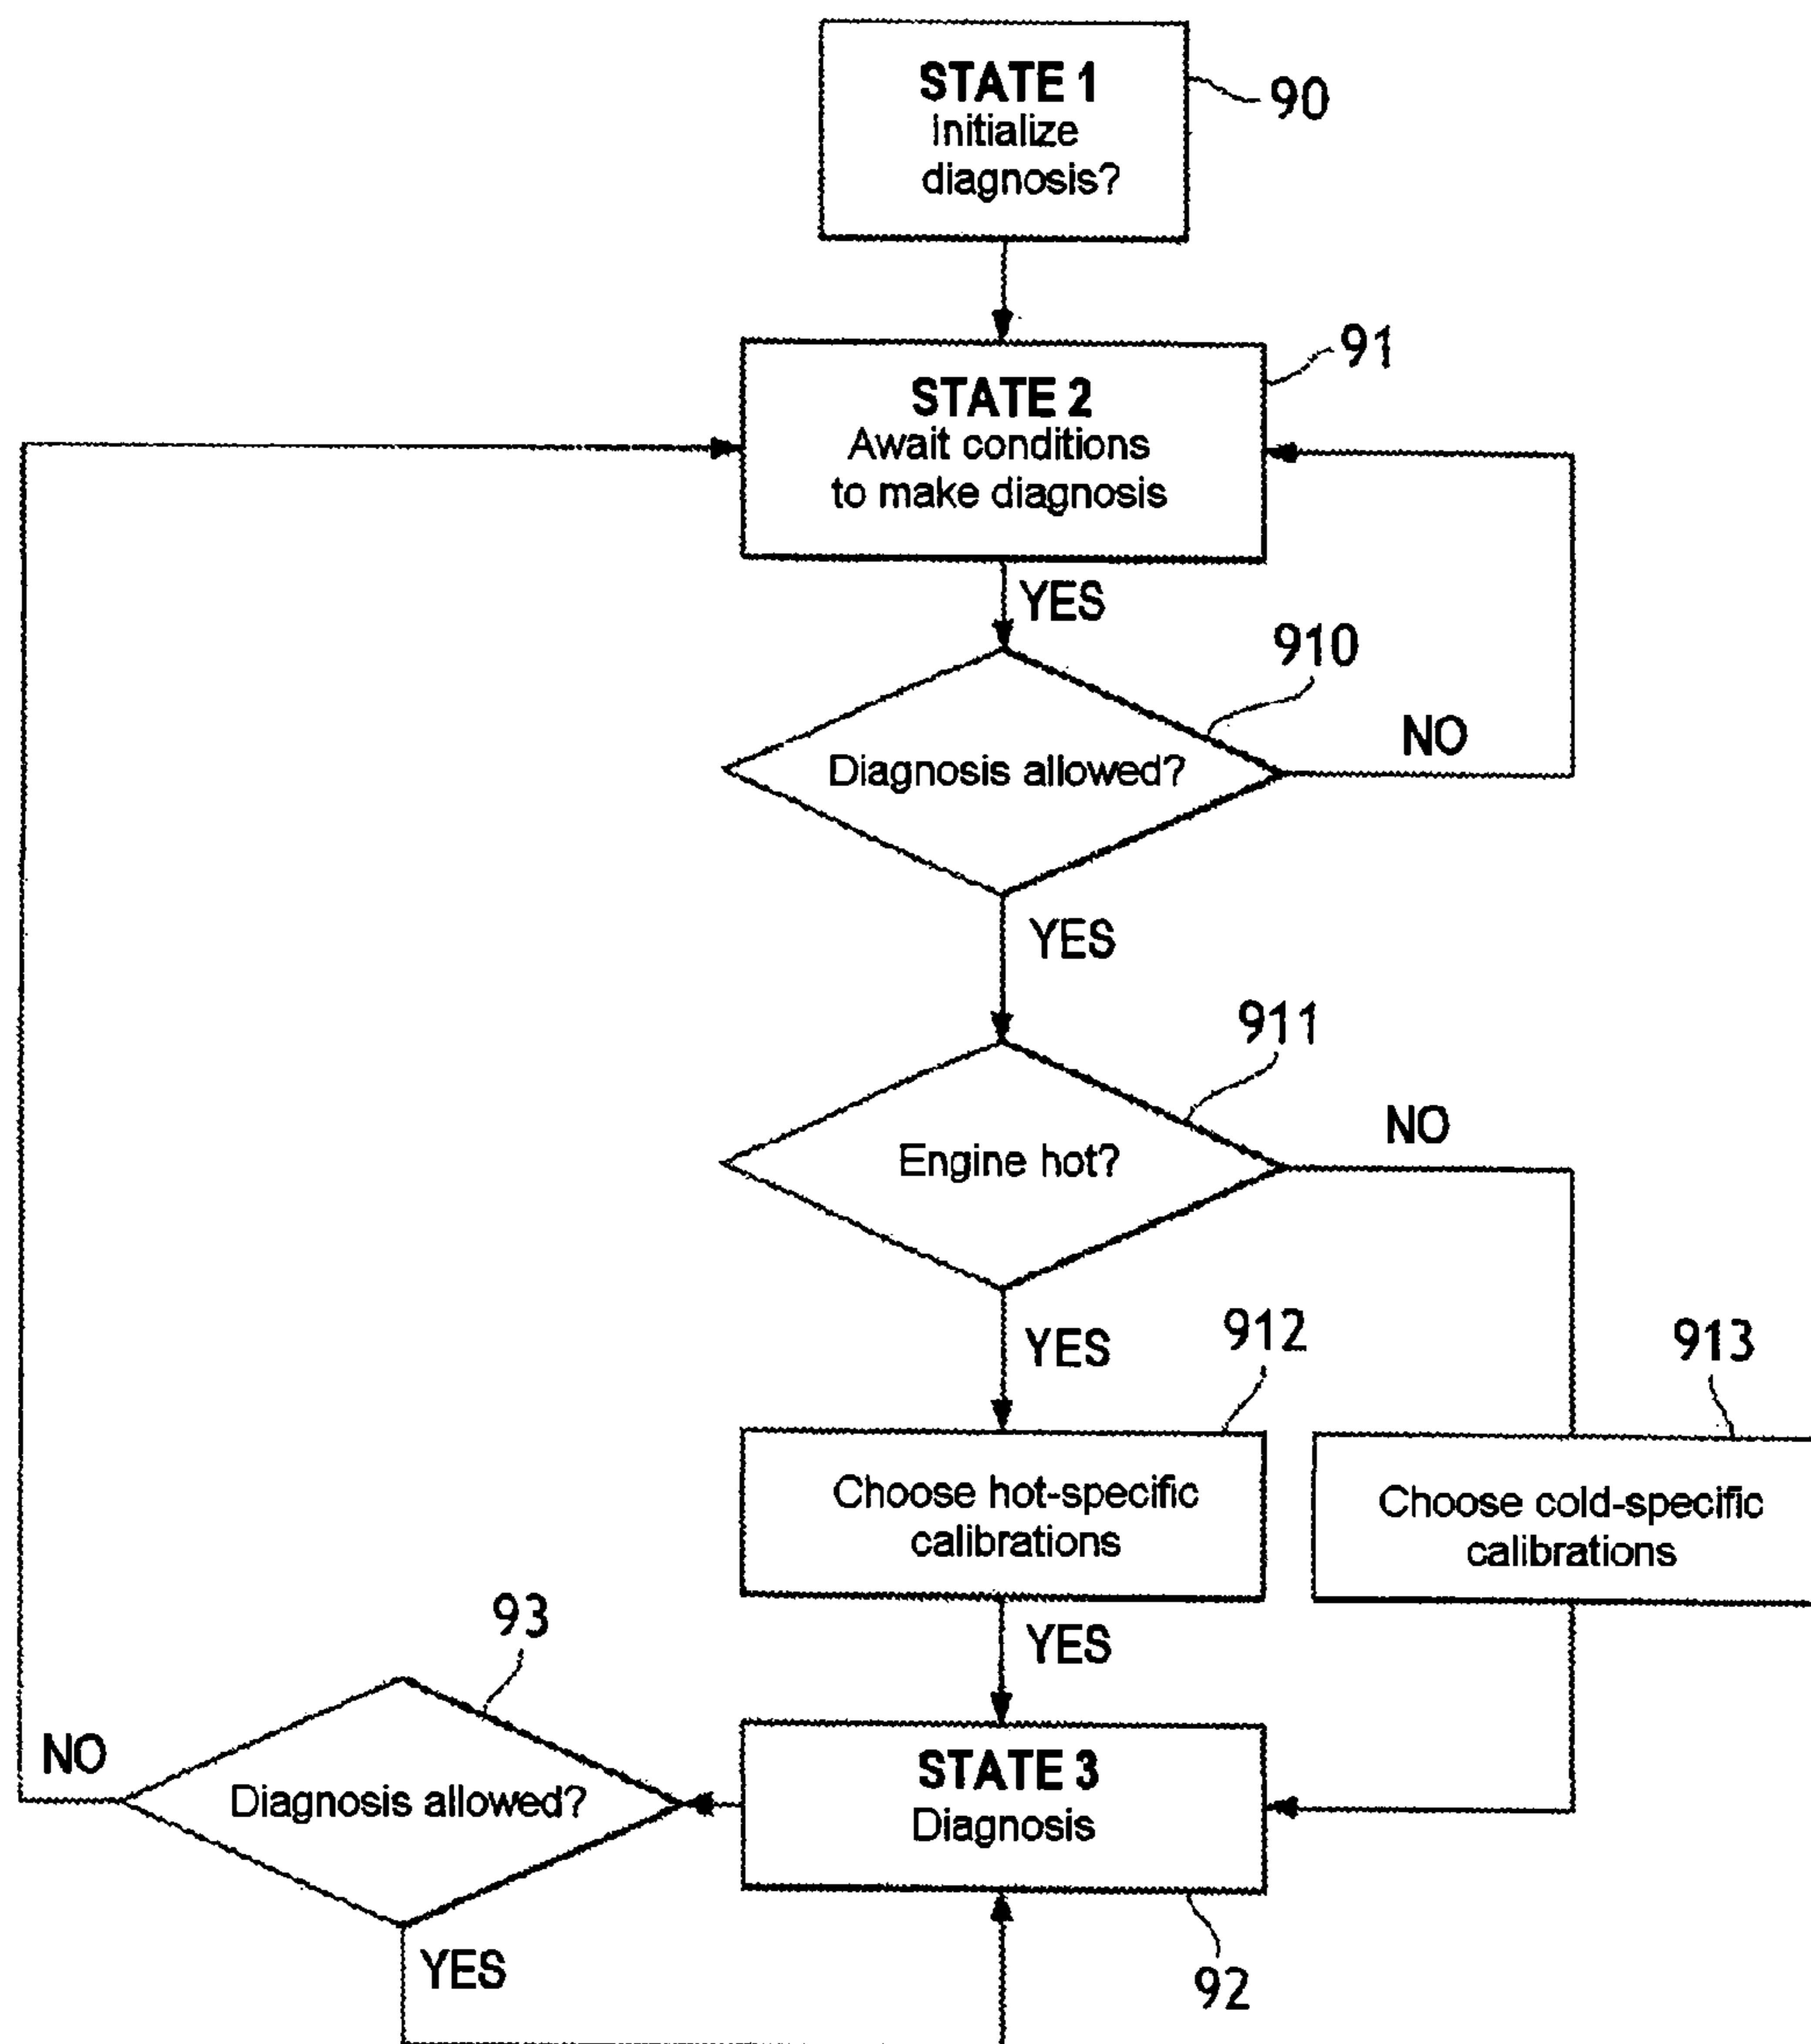 STATE 1
Initialize
diagnosis?
90
91
STATE 2
Await conditions
to make diagnosis
YES
910
Diagnosis allowed?
NO
YES
911
Engine hot?
NO
YES
912
913
Choose hot-specific
calibrations
Choose cold-specific
calibrations
93
YES
NO
Diagnosis allowed?
STATE 3
Diagnosis
YES
92